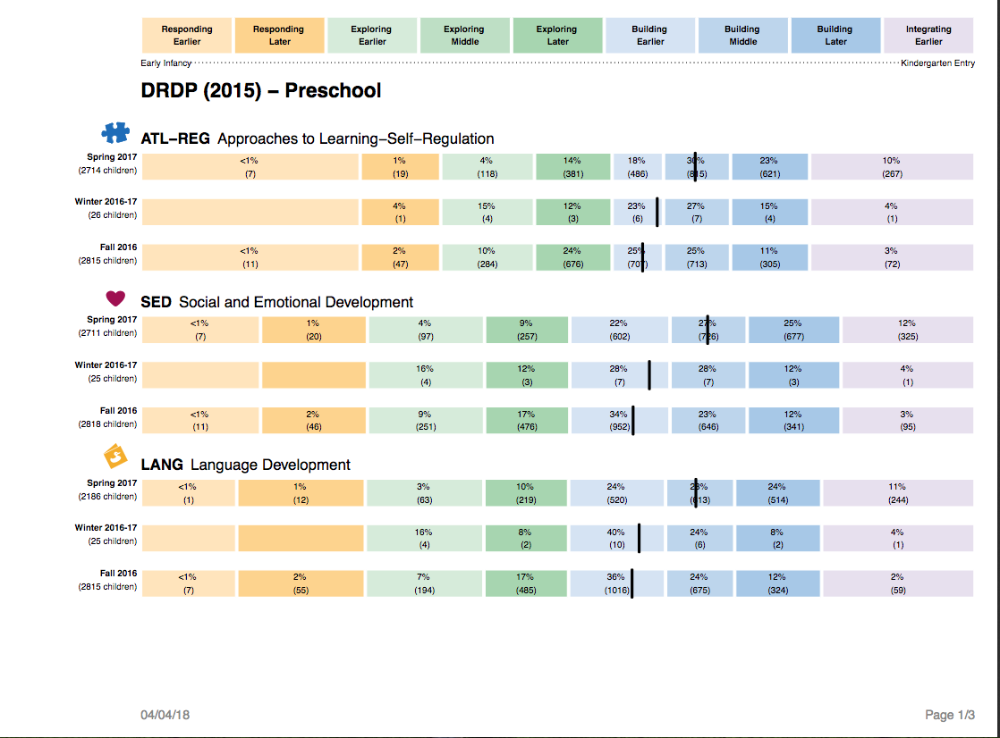 Responding Responding Exploring Exploring Exploring Building Building Building Integrating
Earlier Later Earlier Middle Later Earlier Middle Later Earlier
Early Infancy Kindergarten Entry
DRDP (2015) – Preschool
ATL–REG Approaches to Learning–Self–Regulation
Spring 2017 <1% 1% 4% 14% 18% 30% 23% 10%
(2714 children) (7) (19) (118) (381) (486) (815) (621) (267)
Winter 2016-17 4% 15% 12% 23% 27% 15% 4%
(26 children) (1) (4) (3) (6) (7) (4) (1)
Fall 2016 <1% 2% 10% 24% 25% 25% 11% 3%
(2815 children) (11) (47) (284) (676) (707) (713) (305) (72)
SED Social and Emotional Development
Spring 2017 <1% 1% 4% 9% 22% 27% 25% 12%
(2711 children) (7) (20) (97) (257) (602) (726) (677) (325)
Winter 2016-17 16% 12% 28% 28% 12% 4%
(25 children) (4) (3) (7) (7) (3) (1)
Fall 2016 <1% 2% 9% 17% 34% 23% 12% 3%
(2818 children) (11) (46) (251) (476) (952) (646) (341) (95)
LANG Language Development
Spring 2017 <1% 1% 3% 10% 24% 28% 24% 11%
(2186 children) (1) (12) (63) (219) (520) (613) (514) (244)
Winter 2016-17 16% 8% 40% 24% 8% 4%
(25 children) (4) (2) (10) (6) (2) (1)
Fall 2016 <1% 2% 7% 17% 36% 24% 12% 2%
(2815 children) (7) (55) (194) (485) (1016) (675) (324) (59)
04/04/18 Page 1/3